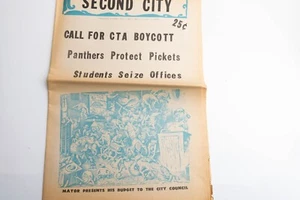 SECOND CITY
25¢
CALL FOR CTA BOYCOTT
Panthers Protect Pickets
Students Seize Offices
MAYOR PRESENTS HIS BUDGET TO THE CITY COUNCIL